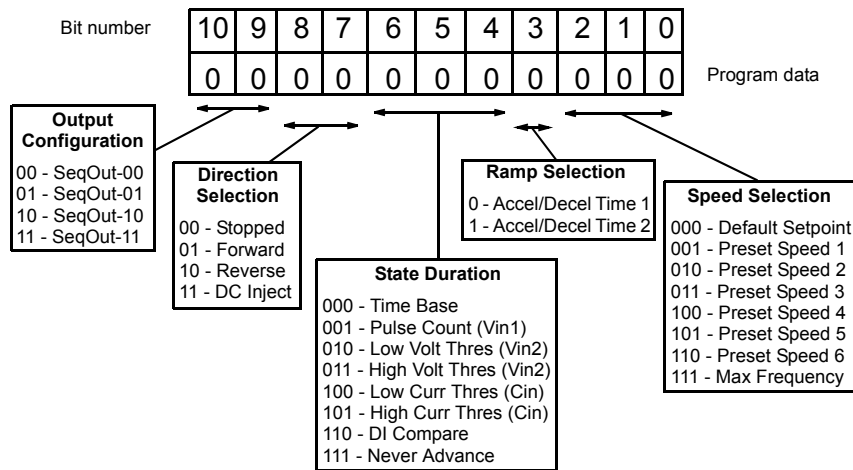 Bit number
10 9 8 7 6 5 4 3 2 1 0
0 0 0 0 0 0 0 0 0 0 0
Program data
Output
Configuration
00 - SeqOut-00
01 - SeqOut-01
10 - SeqOut-10
11 - SeqOut-11
Direction
Selection
00 - Stopped
01 - Forward
10 - Reverse
11 - DC Inject
State Duration
000 - Time Base
001 - Pulse Count (Vin1)
010 - Low Volt Thres (Vin2)
011 - High Volt Thres (Vin2)
100 - Low Curr Thres (Cin)
101 - High Curr Thres (Cin)
110 - DI Compare
111 - Never Advance
Ramp Selection
0 - Accel/Decel Time 1
1 - Accel/Decel Time 2
Speed Selection
000 - Default Setpoint
001 - Preset Speed 1
010 - Preset Speed 2
011 - Preset Speed 3
100 - Preset Speed 4
101 - Preset Speed 5
110 - Preset Speed 6
111 - Max Frequency